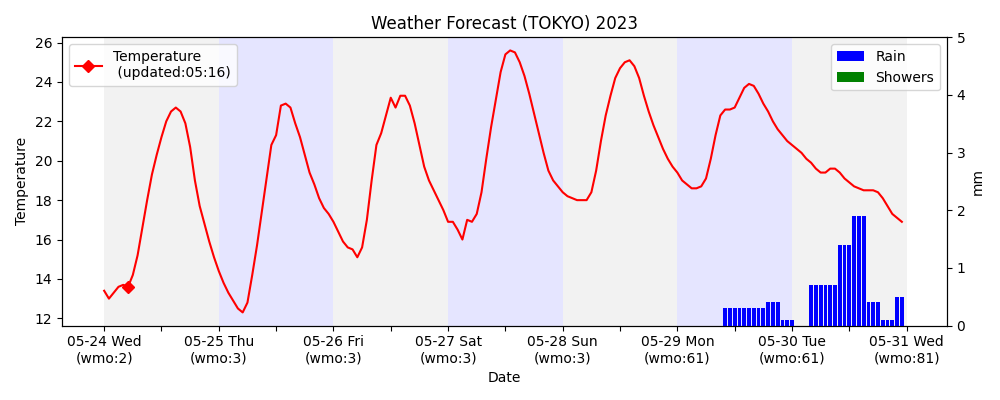 Weather Forecast (TOKYO) 2023
Temperature
(updated:05:16)
Rain
Showers
26
24
22
20
18
16
14
12
Temperature
5
4
3
2
1
0
mm
05-24 Wed 05-25 Thu 05-26 Fri 05-27 Sat 05-28 Sun 05-29 Mon 05-30 Tue 05-31 Wed
(wmo:2) (wmo:3) (wmo:3) (wmo:3) (wmo:3) (wmo:61) (wmo:61) (wmo:81)
Date